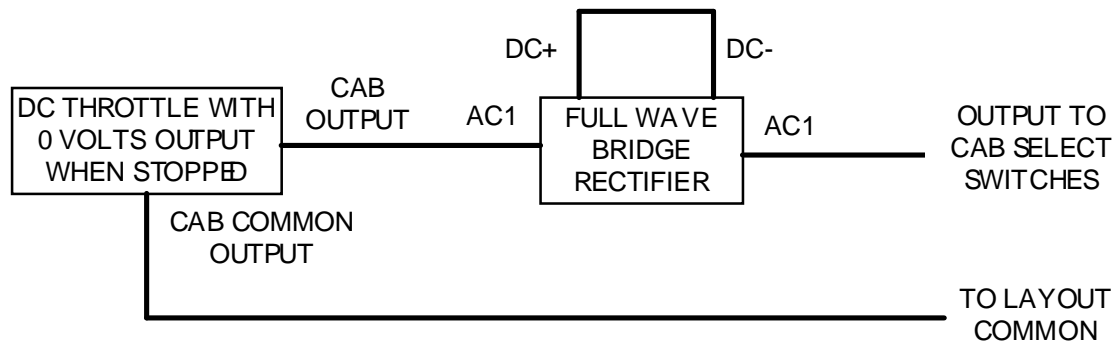 DC+
DC-
DC THROTTLE WITH
0 VOLTS OUTPUT
WHEN STOPPED
CAB
OUTPUT
AC1
FULL WAVE
BRIDGE
RECTIFIER
AC1
OUTPUT TO
CAB SELECT
SWITCHES
CAB COMMON
OUTPUT
TO LAYOUT
COMMON